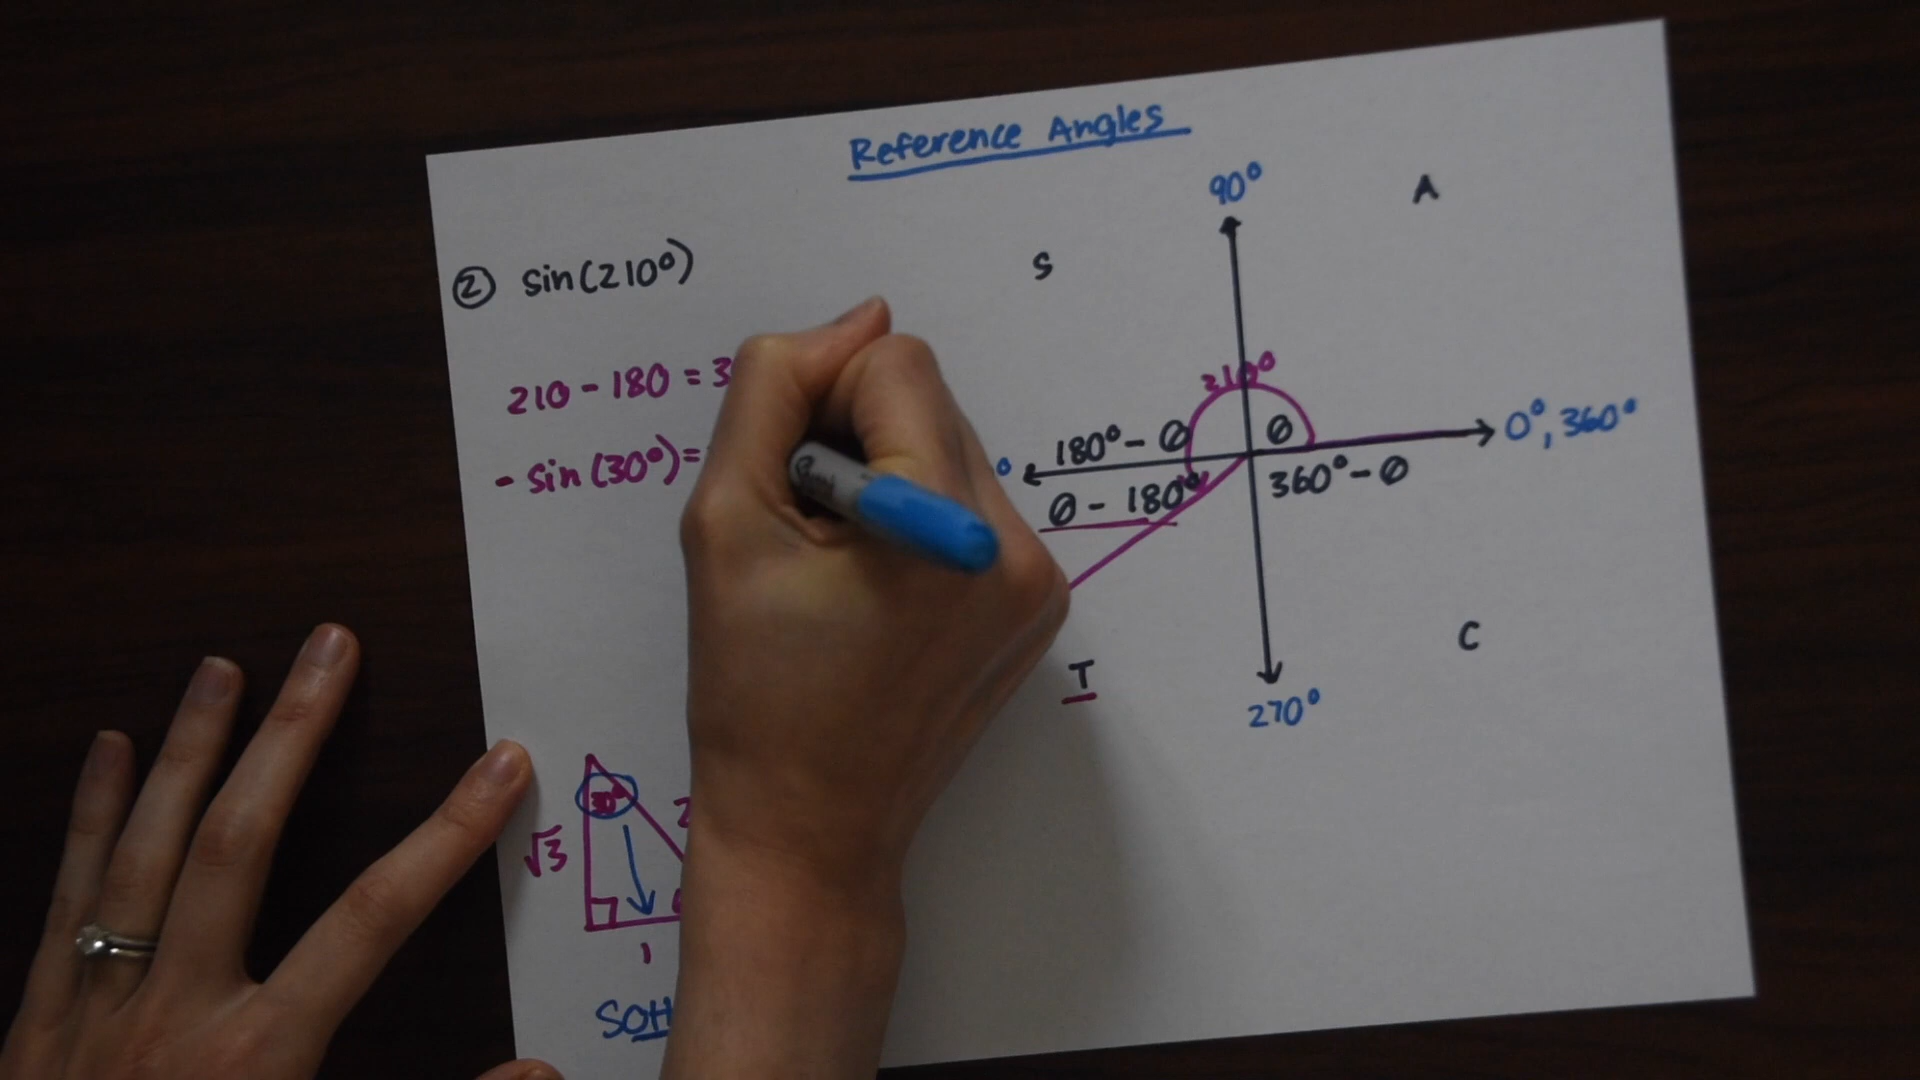 Reference Angles
② sin(210°)
210 - 180 = 3
- sin(30°)=
90°
A
S
210°
180° - θ
θ
0°, 360°
θ - 180°
360° - θ
T
C
270°
30°
2
√3
1
SOH